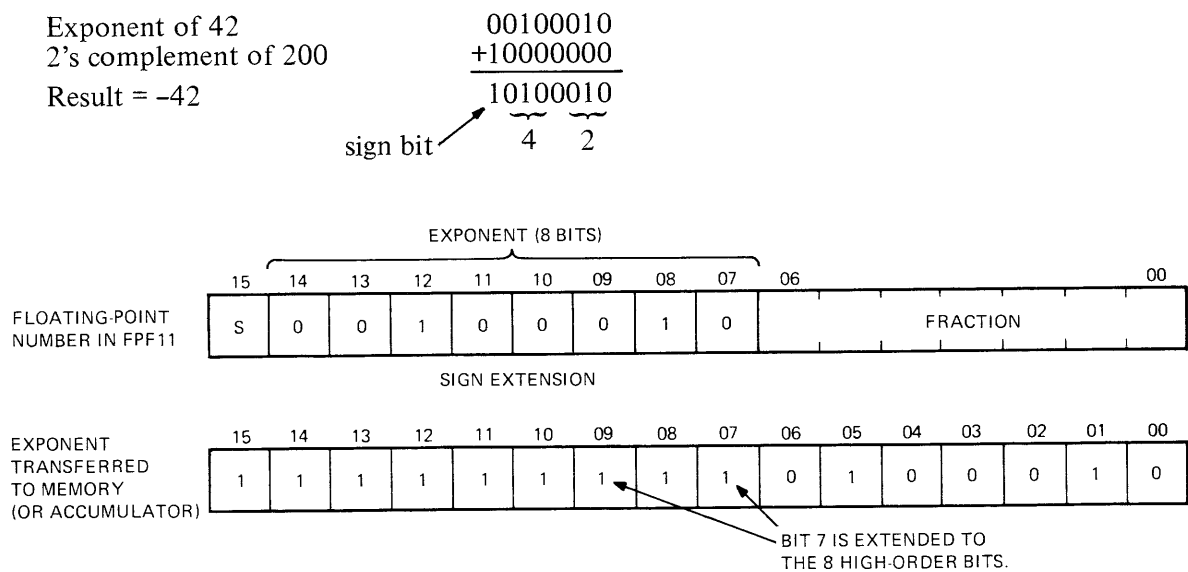 Exponent of 42 00100010
2's complement of 200 +10000000
Result = –42 10100010
sign bit 4 2
EXPONENT (8 BITS)
15 14 13 12 11 10 09 08 07 06 00
FLOATING-POINT
NUMBER IN FPF11
S 0 0 1 0 0 0 1 0 FRACTION
SIGN EXTENSION
15 14 13 12 11 10 09 08 07 06 05 04 03 02 01 00
EXPONENT
TRANSFERRED
TO MEMORY
(OR ACCUMULATOR)
1 1 1 1 1 1 1 1 1 0 1 0 0 0 1 0
BIT 7 IS EXTENDED TO
THE 8 HIGH-ORDER BITS.